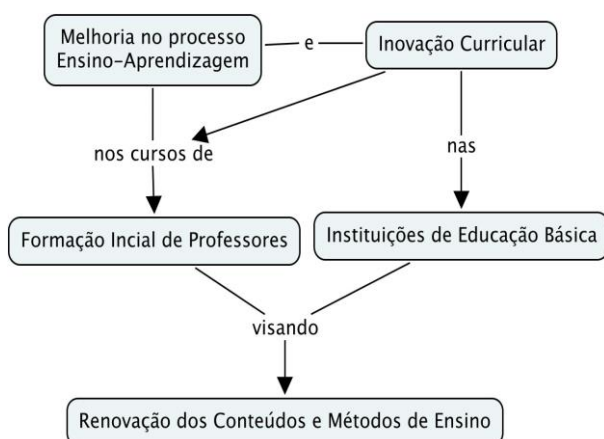 Melhoria no processo
Ensino-Aprendizagem
e
Inovação Curricular
nos cursos de
nas
Formação Incial de Professores
Instituições de Educação Básica
visando
Renovação dos Conteúdos e Métodos de Ensino